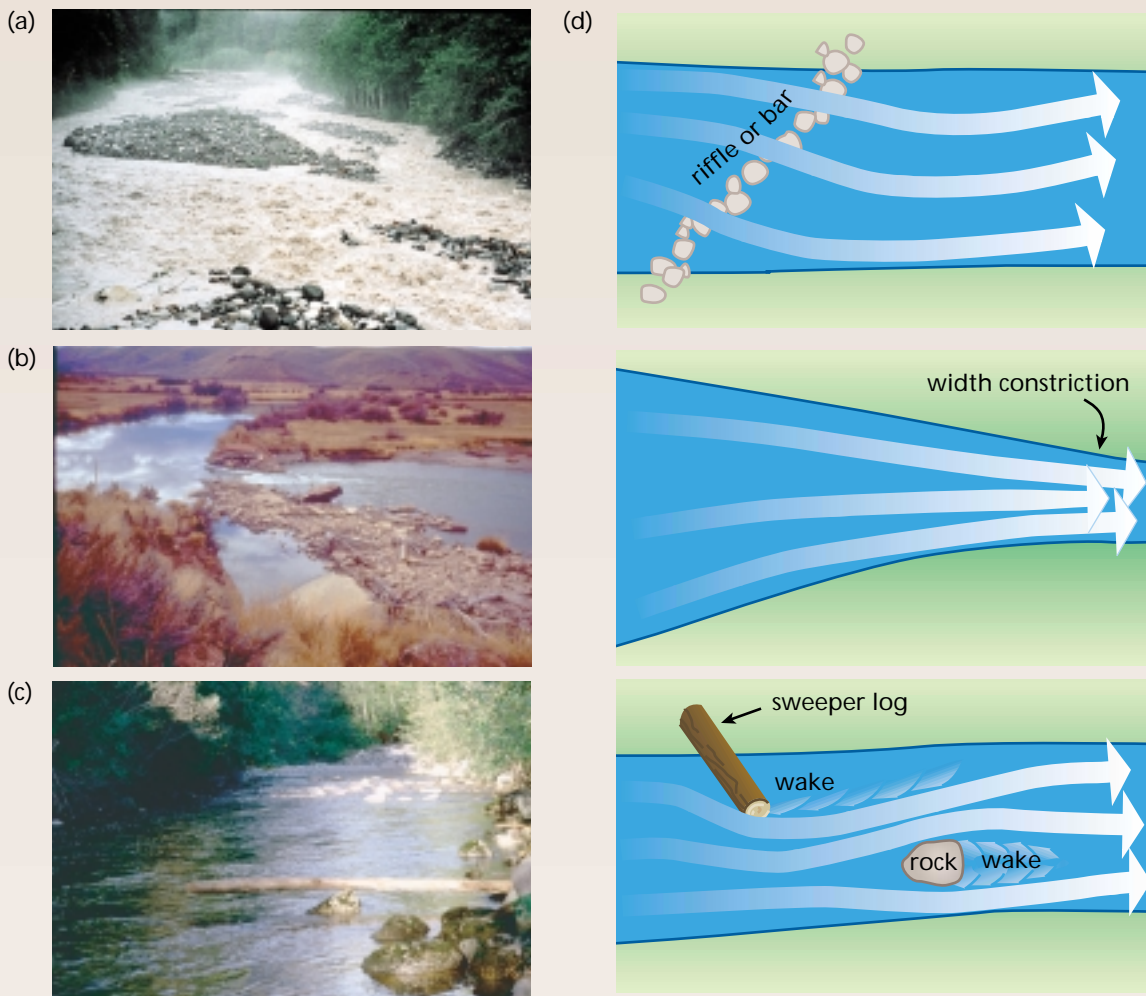 (a)
(d)
riffle or bar
(b)
width constriction
(c)
sweeper log
wake
rock
wake